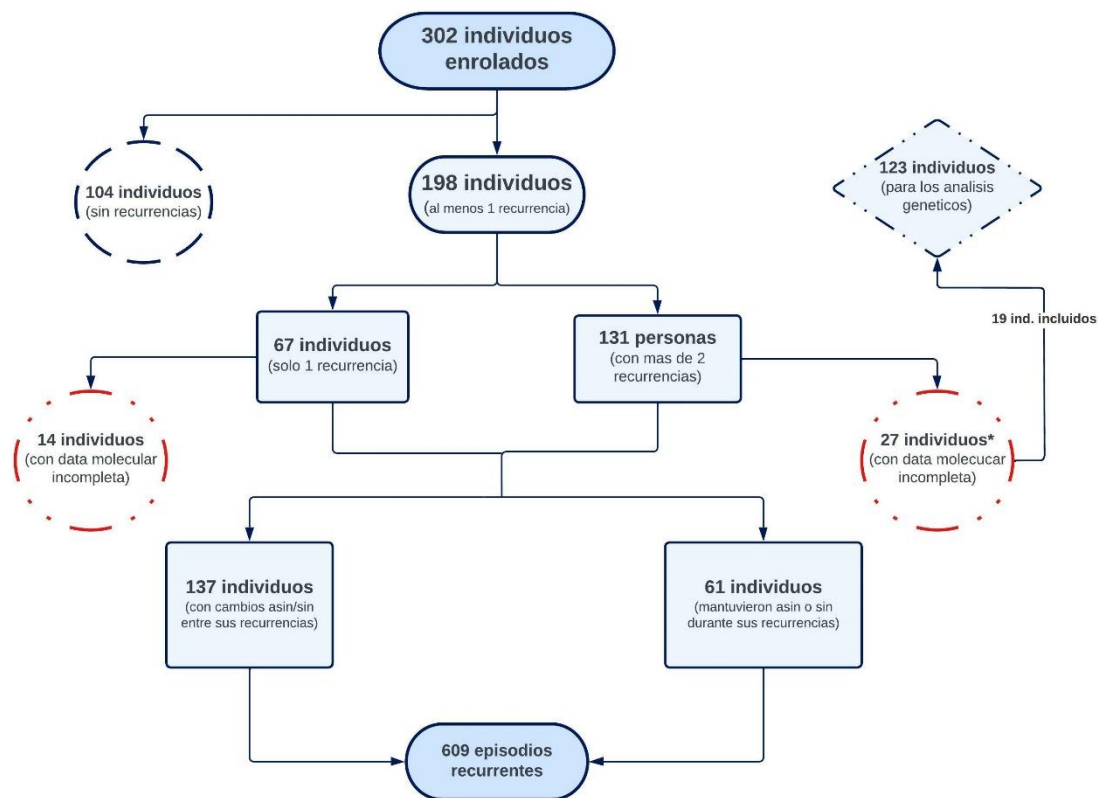 302 individuos
enrolados
104 individuos
(sin recurrencias)
198 individuos
(al menos 1 recurrencia)
123 individuos
(para los analisis
geneticos)
19 ind. incluidos
67 individuos
(solo 1 recurrencia)
131 personas
(con mas de 2
recurrencias)
14 individuos
(con data molecular
incompleta)
27 individuos*
(con data molecucar
incompleta)
137 individuos
(con cambios asin/sin
entre sus recurrencias)
61 individuos
(mantuvieron asin o sin
durante sus recurrencias)
609 episodios
recurrentes